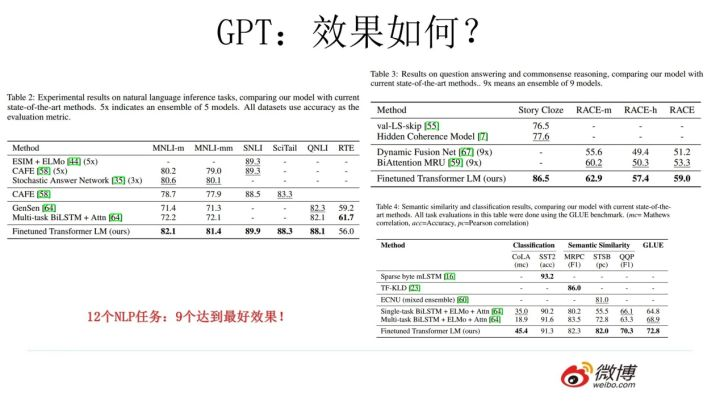 GPT：效果如何？
Table 2: Experimental results on natural language inference tasks, comparing our model with current
state-of-the-art methods. 5x indicates an ensemble of 5 models. All datasets use accuracy as the
evaluation metric.
Method MNLI-m MNLI-mm SNLI SciTail QNLI RTE
ESIM + ELMo [44] (5x) - - 89.3 - - -
CAFE [58] (5x) 80.2 79.0 89.3 - - -
Stochastic Answer Network [35] (3x) 80.6 80.1 - - - -
CAFE [58] 78.7 77.9 88.5 83.3
GenSen [64] 71.4 71.3 - - 82.3 59.2
Multi-task BiLSTM + Attn [64] 72.2 72.1 - - 82.1 61.7
Finetuned Transformer LM (ours) 82.1 81.4 89.9 88.3 88.1 56.0
12个NLP任务：9个达到最好效果！
Table 3: Results on question answering and commonsense reasoning, comparing our model with
current state-of-the-art methods.. 9x means an ensemble of 9 models.
Method Story Cloze RACE-m RACE-h RACE
val-LS-skip [55] 76.5 - - -
Hidden Coherence Model [7] 77.6 - - -
Dynamic Fusion Net [67] (9x) - 55.6 49.4 51.2
BiAttention MRU [59] (9x) - 60.2 50.3 53.3
Finetuned Transformer LM (ours) 86.5 62.9 57.4 59.0
Table 4: Semantic similarity and classification results, comparing our model with current state-of-the-
art methods. All task evaluations in this table were done using the GLUE benchmark. (mc= Mathews
correlation, acc=Accuracy, pc=Pearson correlation)
Method Classification Semantic Similarity GLUE
CoLA SST2 MRPC STSB QQP
(mc) (acc) (F1) (pc) (F1)
Sparse byte mLSTM [16] - 93.2 - - - -
TF-KLD [23] - - 86.0 - - -
ECNU (mixed ensemble) [60] - - - 81.0 - -
Single-task BiLSTM + ELMo + Attn [64] 35.0 90.2 80.2 55.5 66.1 64.8
Multi-task BiLSTM + ELMo + Attn [64] 18.9 91.6 83.5 72.8 63.3 68.9
Finetuned Transformer LM (ours) 45.4 91.3 82.3 82.0 70.3 72.8
微博
weibo.com